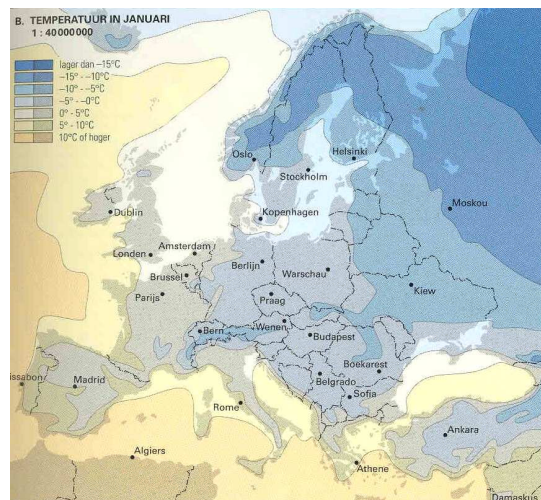 B. TEMPERATUUR IN JANUARI
1 : 40000000
lager dan –15°C
–15° - –10°C
–10° - –5°C
–5° - –0°C
0° - 5°C
5° - 10°C
10°C of hoger
Oslo
Helsinki
Stockholm
Moskou
Kopenhagen
Dublin
Amsterdam
Londen
Berlijn
Brussel
Warschau
Kiew
Parijs
Praag
Bern
Wenen
Budapest
Boekarest
issabon
Madrid
Belgrado
Sofia
Rome
Ankara
Algiers
Athene
Damaskus